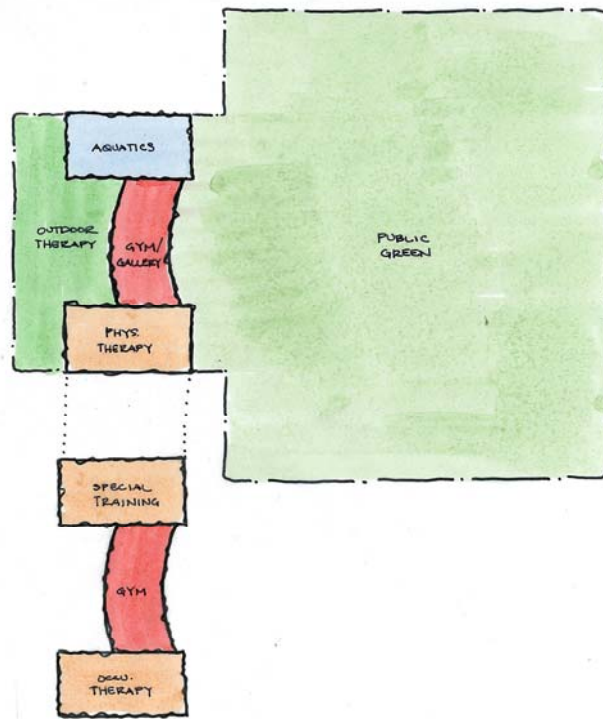 AQUATICS
OUTDOOR
THERAPY
GYM/
GALLERY
PUBLIC
GREEN
PHYS.
THERAPY
SPECIAL
TRAINING
GYM
OCCU.
THERAPY